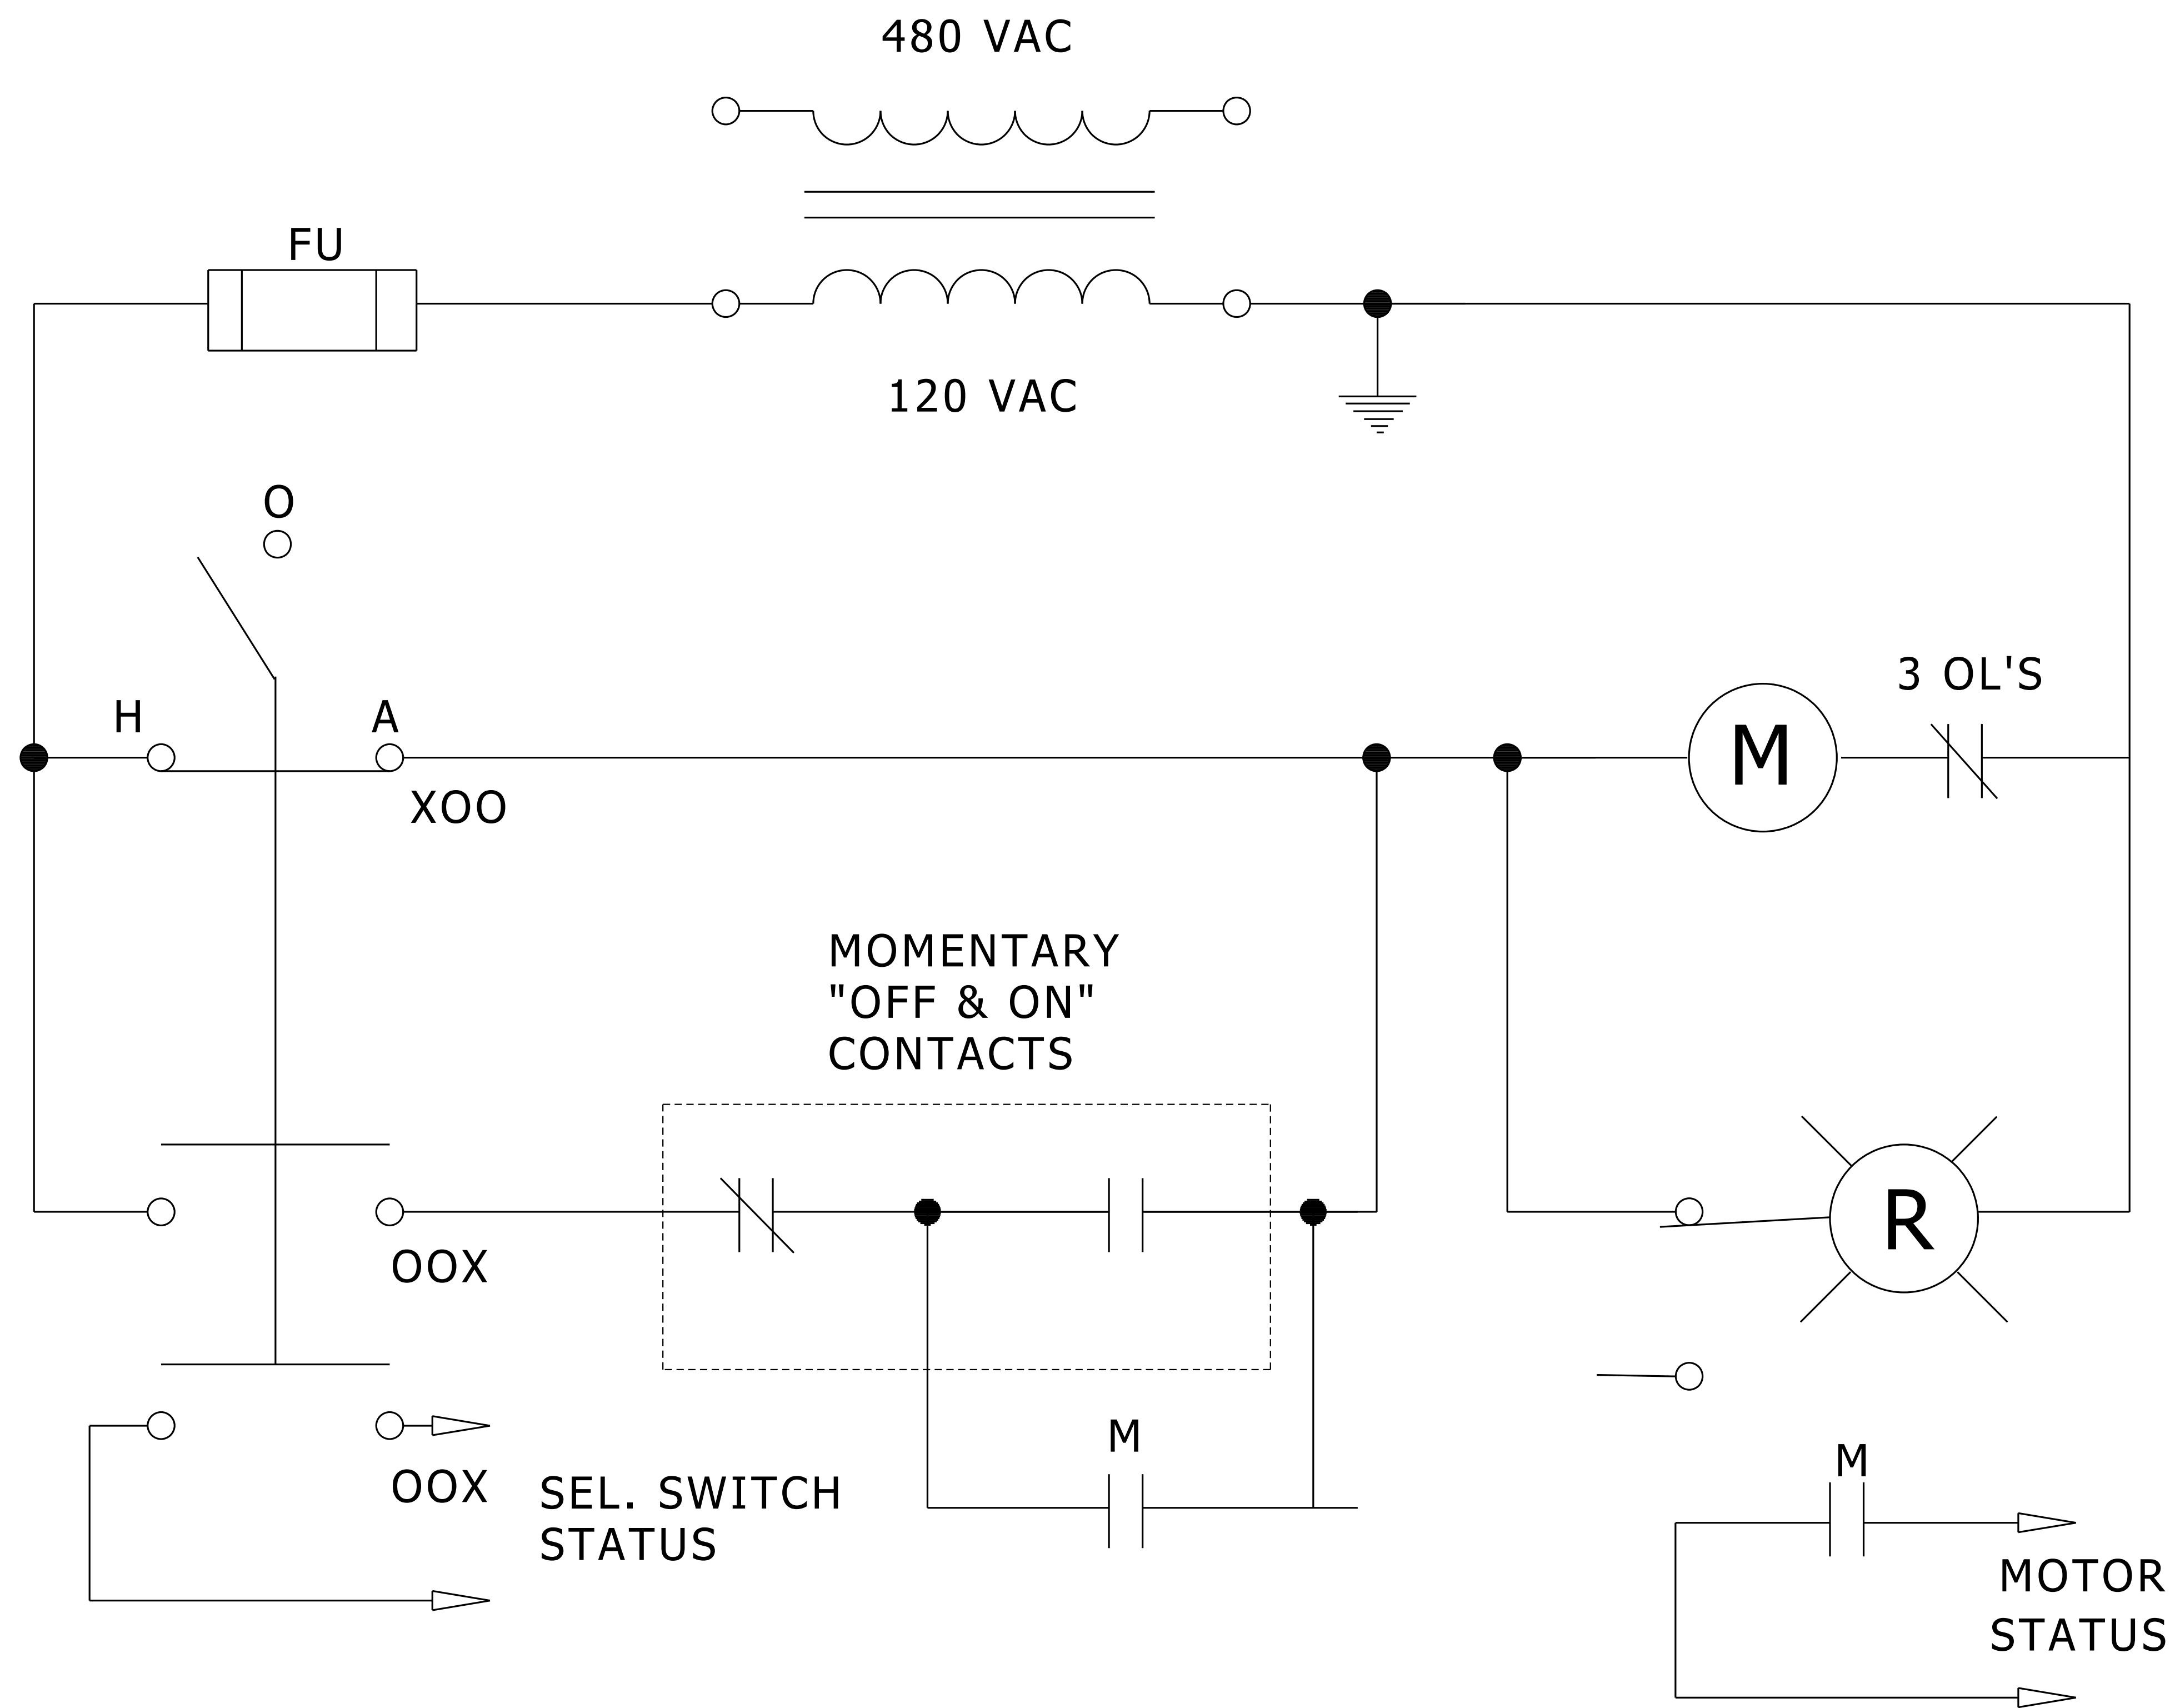 480 VAC
FU
120 VAC
O
H
A
XOO
M
3 OL'S
MOMENTARY
"OFF & ON"
CONTACTS
R
OOX
M
OOX
SEL. SWITCH
STATUS
M
MOTOR
STATUS